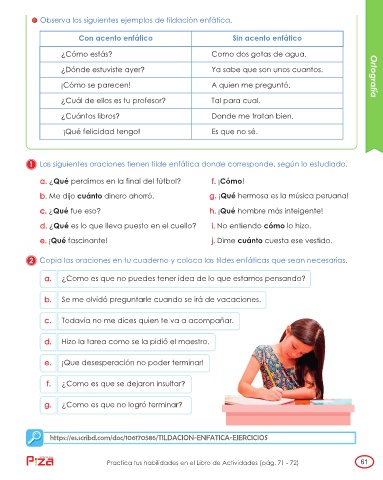 Observa los siguientes ejemplos de tildación enfática.
Con acento enfático
Sin acento enfático
¿Cómo estás?
Como dos gotas de agua.
¿Dónde estuviste ayer?
Ya sabe que son unos cuantos.
¡Cómo se parecen!
A quien me preguntó.
¿Cuál de ellos es tu profesor?
Tal para cual.
¿Cuántos libros?
Donde me tratan bien.
¡Qué felicidad tengo!
Es que no sé.
Ortografía
1 Las siguientes oraciones tienen tilde enfática donde corresponde, según lo estudiado.
a. ¿Qué perdimos en la final del fútbol?
b. Me dijo cuánto dinero ahorró.
c. ¿Qué fue eso?
d. ¿Qué es lo que lleva puesto en el cuello?
e. ¡Qué fascinante!
f. ¡Cómo!
g. ¡Qué hermosa es la música peruana!
h. ¡Qué hombre más inteigente!
i. No entiendo cómo lo hizo.
j. Dime cuánto cuesta ese vestido.
2 Copia las oraciones en tu cuaderno y coloca las tildes enfáticas que sean necesarias.
a. ¿Como es que no puedes tener idea de lo que estamos pensando?
b. Se me olvidó preguntarle cuando se irá de vacaciones.
c. Todavía no me dices quien te va a acompañar.
d. Hizo la tarea como se la pidió el maestro.
e. ¡Que desesperación no poder terminar!
f. ¿Como es que se dejaron insultar?
g. ¿Como es que no logró terminar?
https://es.scribd.com/doc/106170586/TILDACION-ENFATICA-EJERCICIOS
PIZA
Practica tus habilidades en el Libro de Actividades (pág. 71 - 72)
61